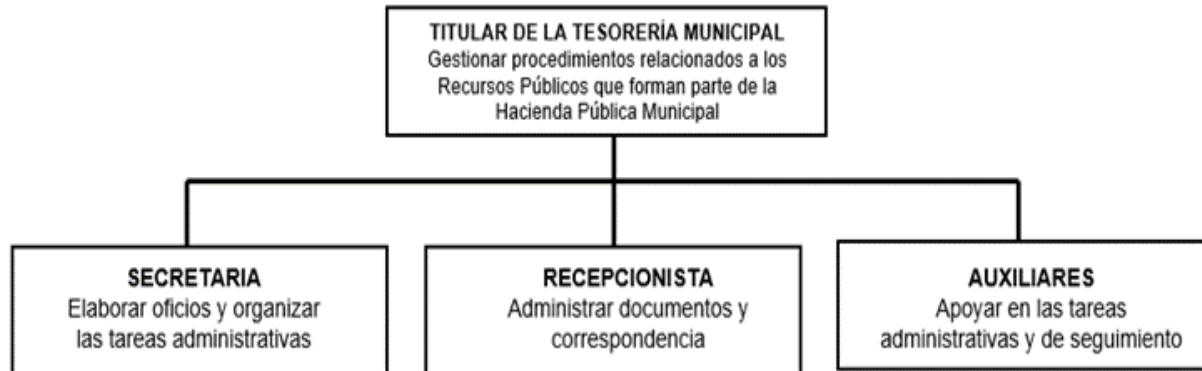 TITULAR DE LA TESORERÍA MUNICIPAL
Gestionar procedimientos relacionados a los
Recursos Públicos que forman parte de la
Hacienda Pública Municipal
SECRETARIA
Elaborar oficios y organizar
las tareas administrativas
RECEPCIONISTA
Administrar documentos y
correspondencia
AUXILIARES
Apoyar en las tareas
administrativas y de seguimiento